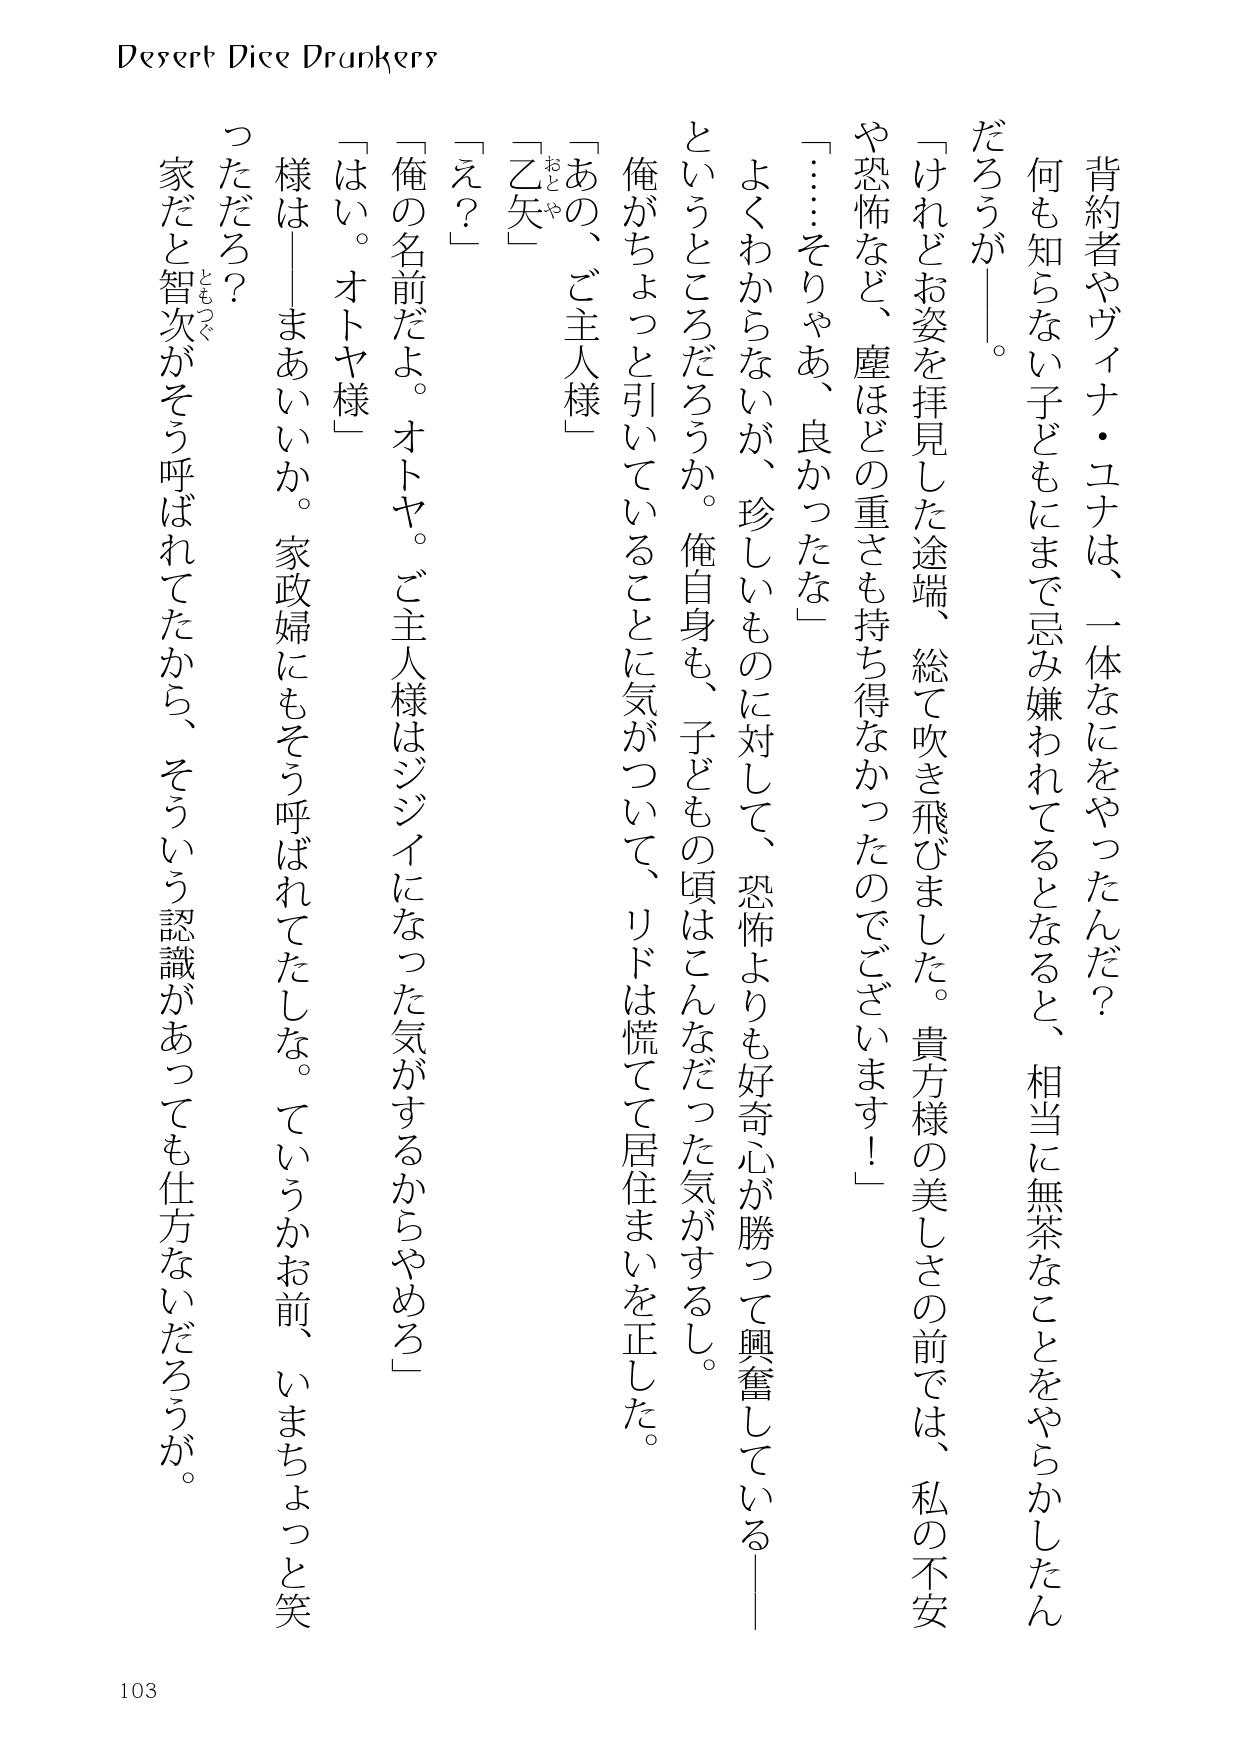 Desert Dice Drunkers
背約者やヴィナ・ユナは、一体なにをやったんだ？
何も知らない子どもにまで忌み嫌われてるとなると、相当に無茶なことをやらかしたん
だろうが――。
「けれどお姿を拝見した途端、総て吹き飛びました。貴方様の美しさの前では、私の不安
や恐怖など、塵ほどの重さも持ち得なかったのでございます！」
「……そりゃあ、良かったな」
よくわからないが、珍しいものに対して、恐怖よりも好奇心が勝って興奮している――
というところだろうか。俺自身も、子どもの頃はこんなだった気がするし。
俺がちょっと引いていることに気がついて、リドは慌てて居住まいを正した。
「あの、ご主人様」
「乙矢」
おとや
「え？」
「俺の名前だよ。オトヤ。ご主人様はジジイになった気がするからやめろ」
「はい。オトヤ様」
様は――まあいいか。家政婦にもそう呼ばれてたしな。ていうかお前、いまちょっと笑
っただろ？
家だと智次がそう呼ばれてたから、そういう認識があっても仕方ないだろうが。
ともつぐ
103